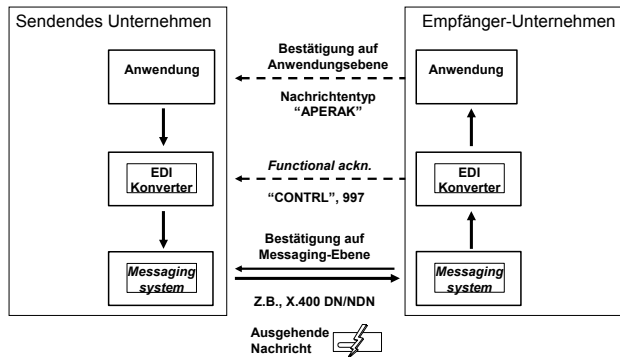 Sendendes Unternehmen
Empfänger-Unternehmen
Bestätigung auf
Anwendungsebene
Anwendung
Anwendung
Nachrichtentyp
“APERAK”
Functional ackn.
EDI
Konverter
EDI
Konverter
“CONTRL”, 997
Bestätigung auf
Messaging-Ebene
Messaging
system
Messaging
system
Z.B., X.400 DN/NDN
Ausgehende
Nachricht